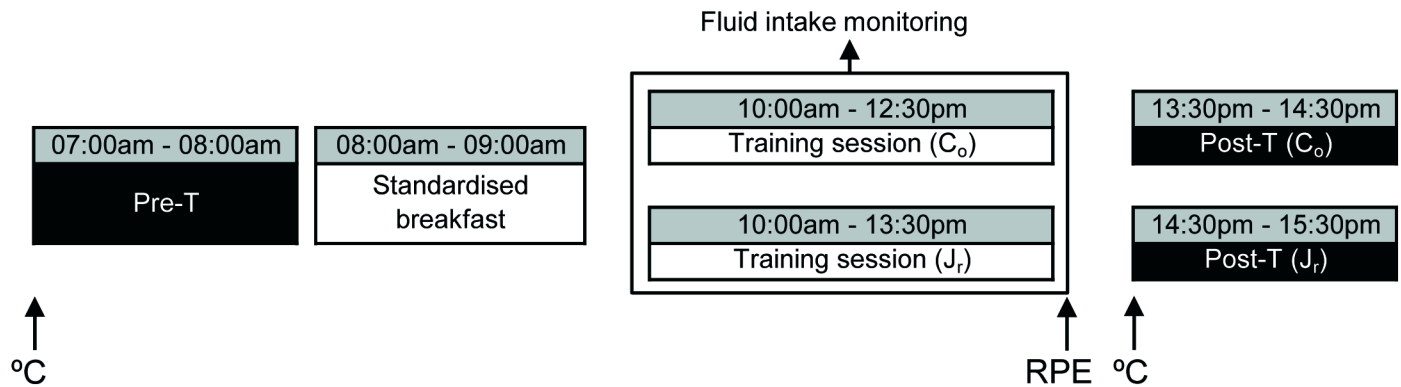 Fluid intake monitoring
07:00am - 08:00am
Pre-T
08:00am - 09:00am
Standardised
breakfast
10:00am - 12:30pm
Training session (Cₒ)
10:00am - 13:30pm
Training session (Jᵣ)
13:30pm - 14:30pm
Post-T (Cₒ)
14:30pm - 15:30pm
Post-T (Jᵣ)
ºC
RPE
ºC